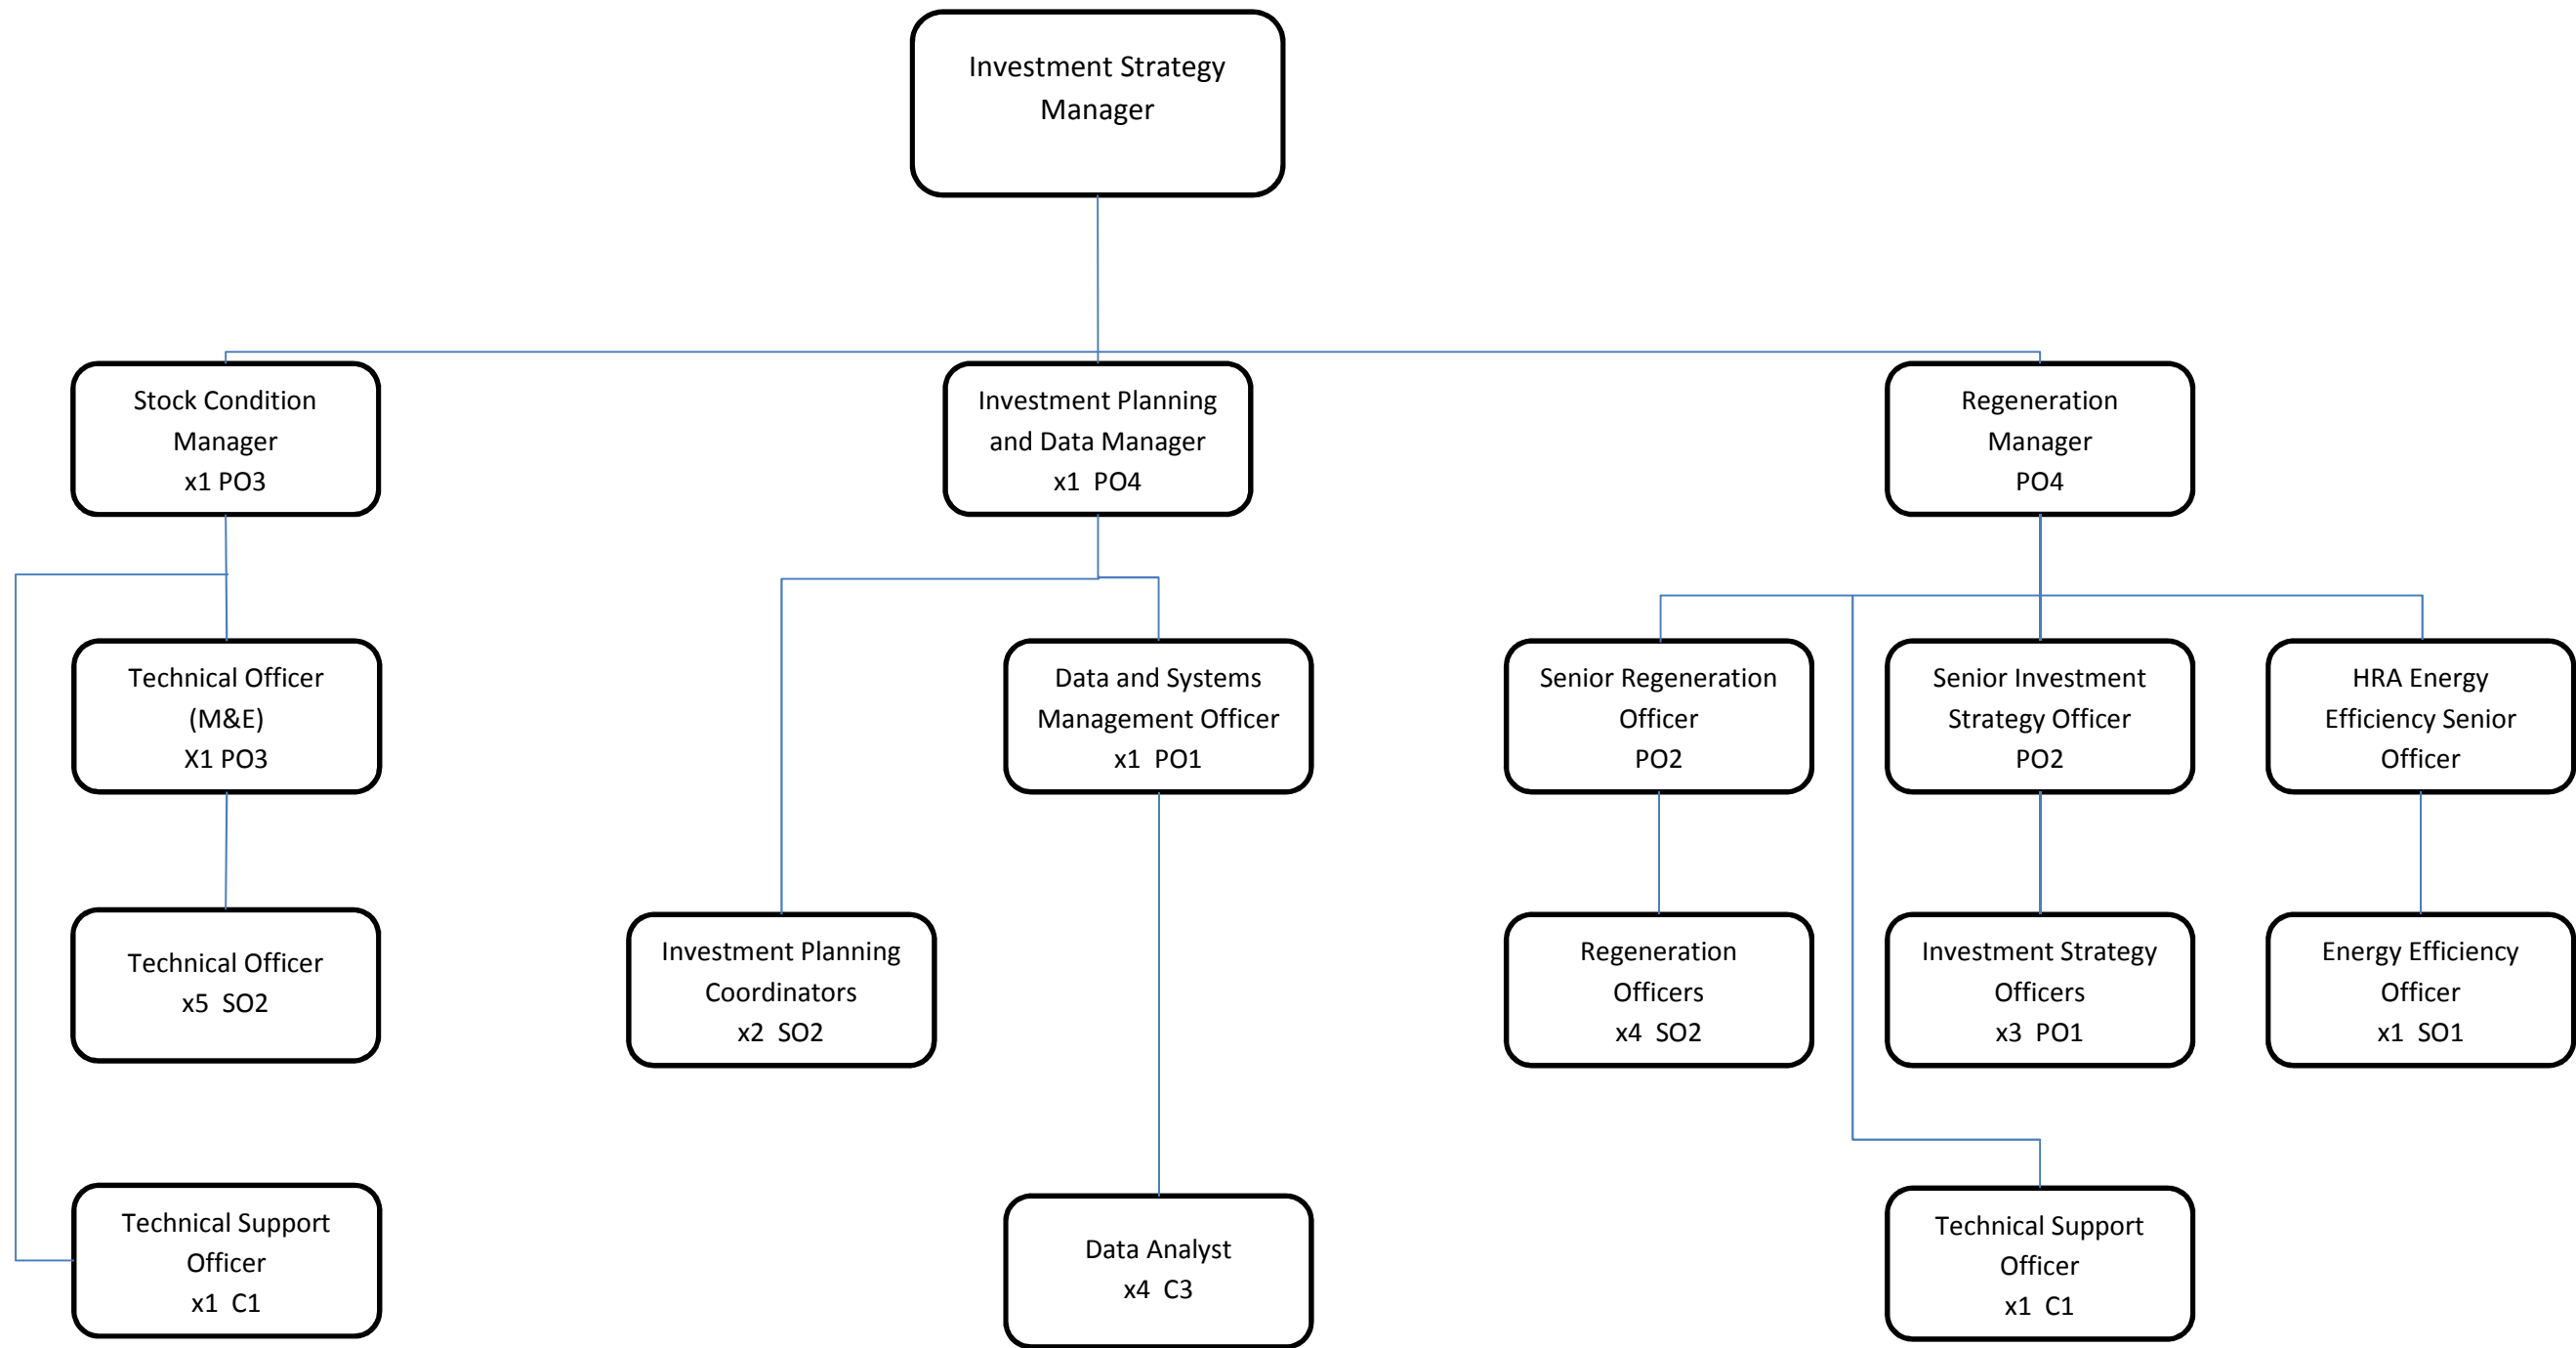 Investment Strategy
Manager
Stock Condition
Manager
x1 PO3
Investment Planning
and Data Manager
x1  PO4
Regeneration
Manager
PO4
Technical Officer
(M&E)
X1 PO3
Data and Systems
Management Officer
x1  PO1
Senior Regeneration
Officer
PO2
Senior Investment
Strategy Officer
PO2
HRA Energy
Efficiency Senior
Officer
Technical Officer
x5  SO2
Investment Planning
Coordinators
x2  SO2
Regeneration
Officers
x4  SO2
Investment Strategy
Officers
x3  PO1
Energy Efficiency
Officer
x1  SO1
Technical Support
Officer
x1  C1
Data Analyst
x4  C3
Technical Support
Officer
x1  C1